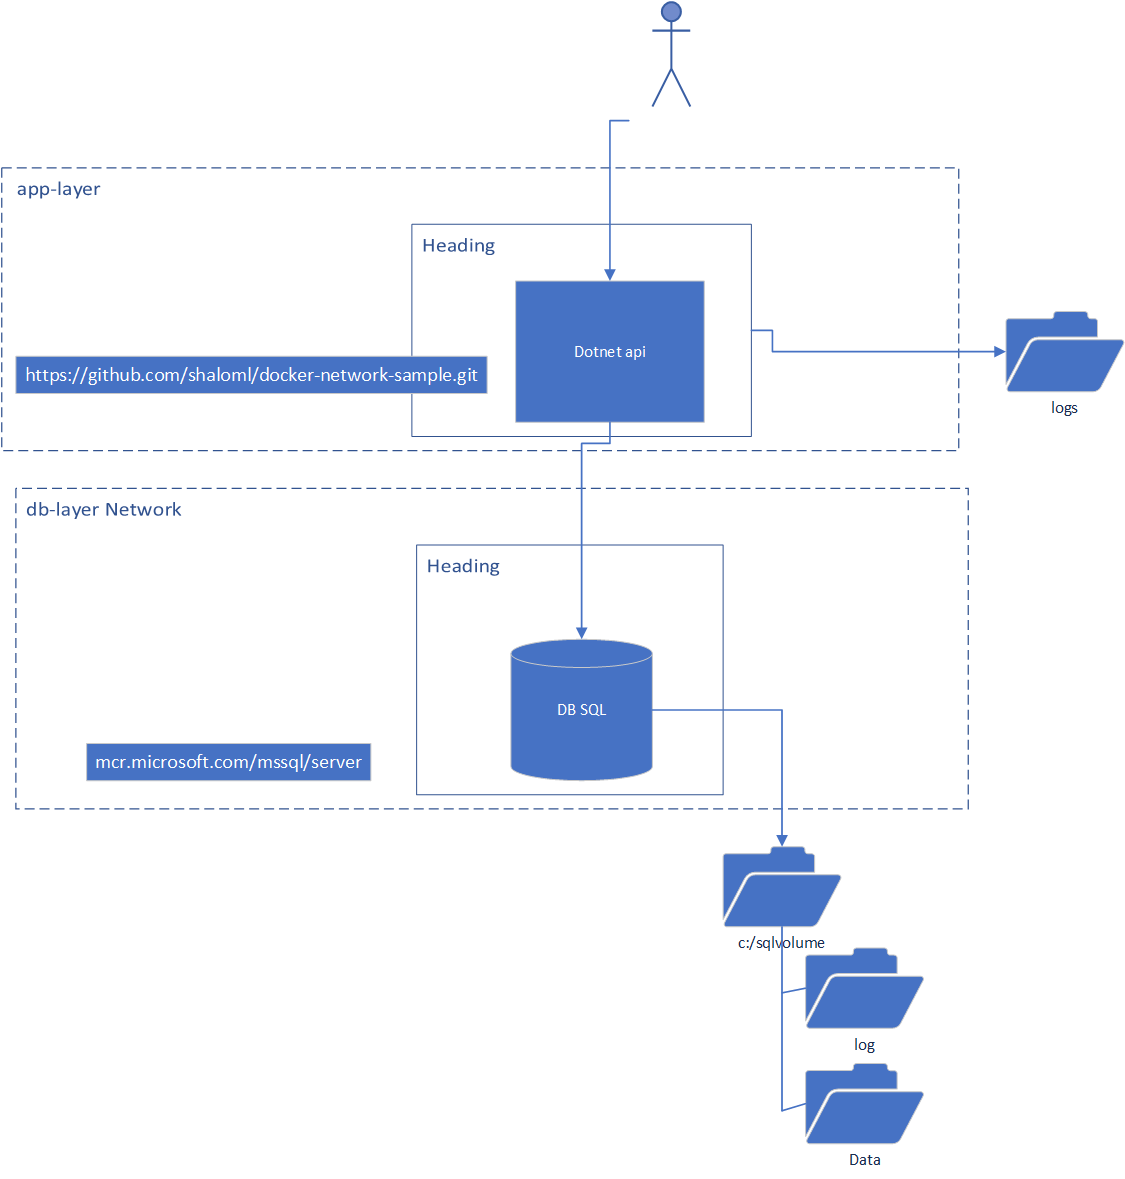 app-layer
Heading
Dotnet api
https://github.com/shaloml/docker-network-sample.git
logs
db-layer Network
Heading
DB SQL
mcr.microsoft.com/mssql/server
c:/sqlvolume
log
Data